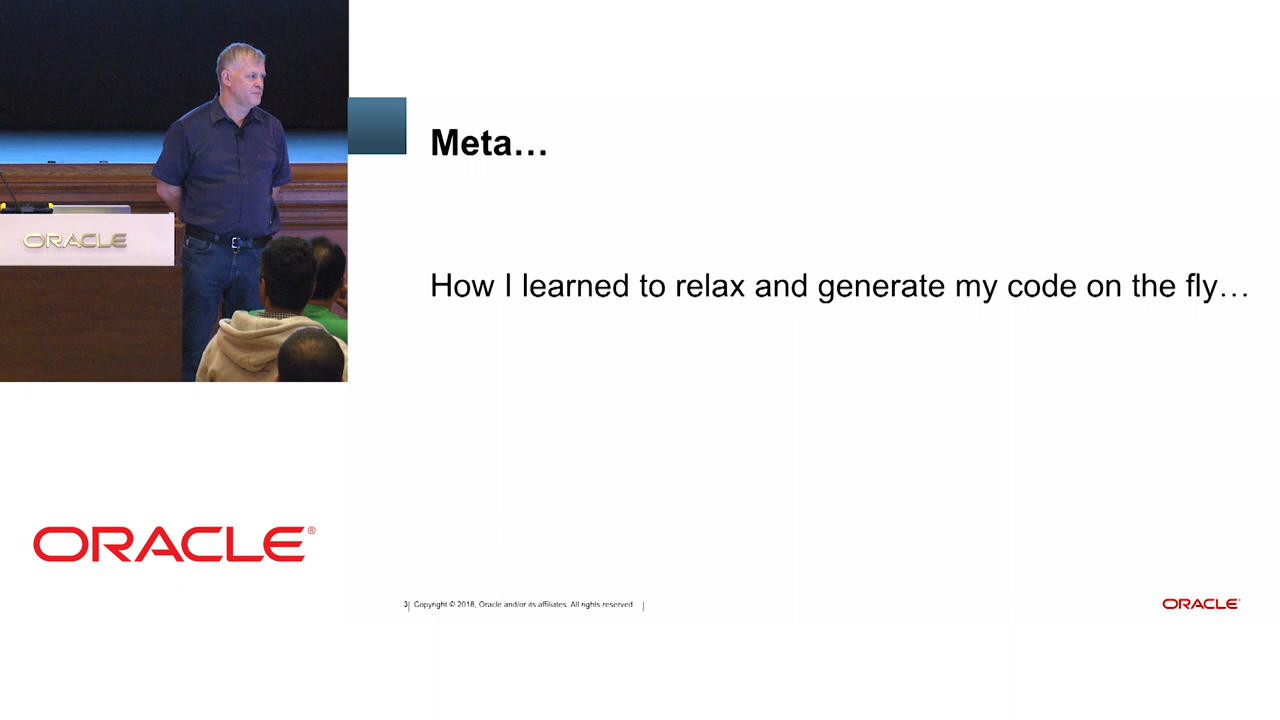 ORACLE
Meta…
How I learned to relax and generate my code on the fly…
ORACLE®
3| Copyright © 2018, Oracle and/or its affiliates. All rights reserved. |
ORACLE®